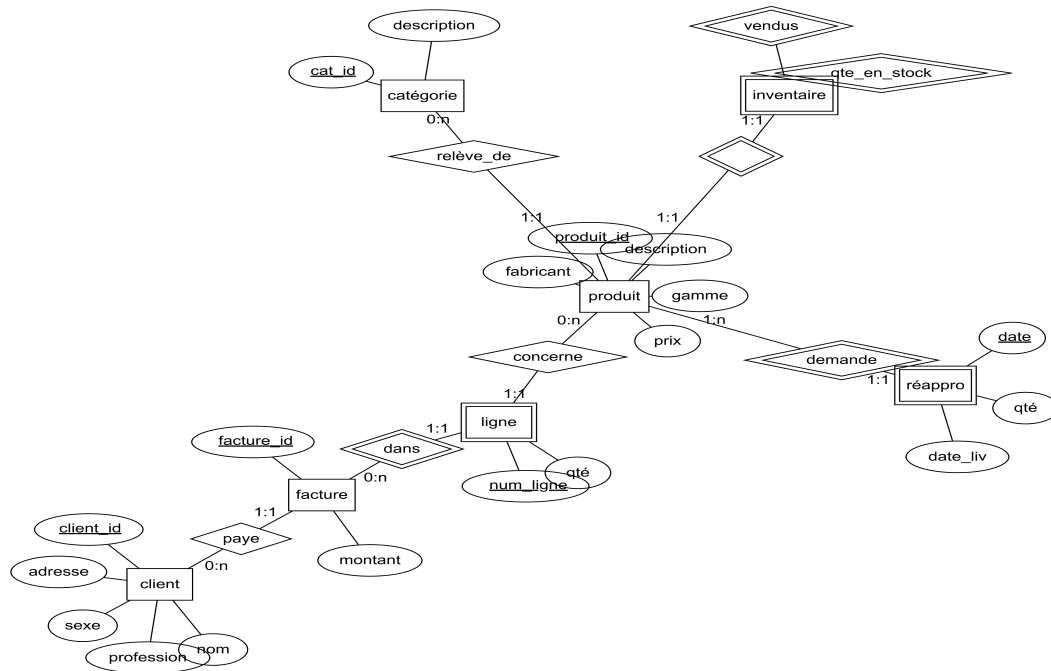 description
vendus
cat_id
qte_en_stock
catégorie
inventaire
0:n
1:1
relève_de
1:1
1:1
produit_id
description
fabricant
produit
gamme
0:n
1:n
prix
date
concerne
demande
1:1
réappro
1:1
qté
ligne
1:1
facture_id
dans
date_liv
0:n
qté
num_ligne
facture
1:1
client_id
paye
montant
0:n
adresse
client
sexe
nom
profession